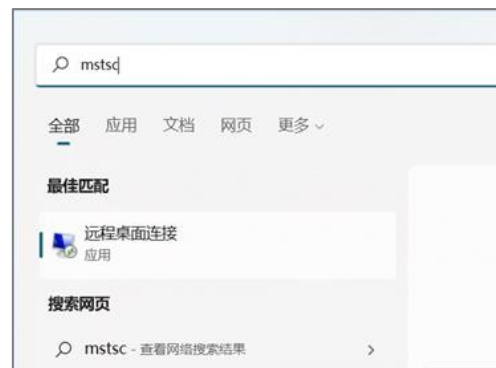 mstsc
全部 应用 文档 网页 更多
最佳匹配
远程桌面连接
应用
搜索网页
mstsc - 查看网络搜索结果